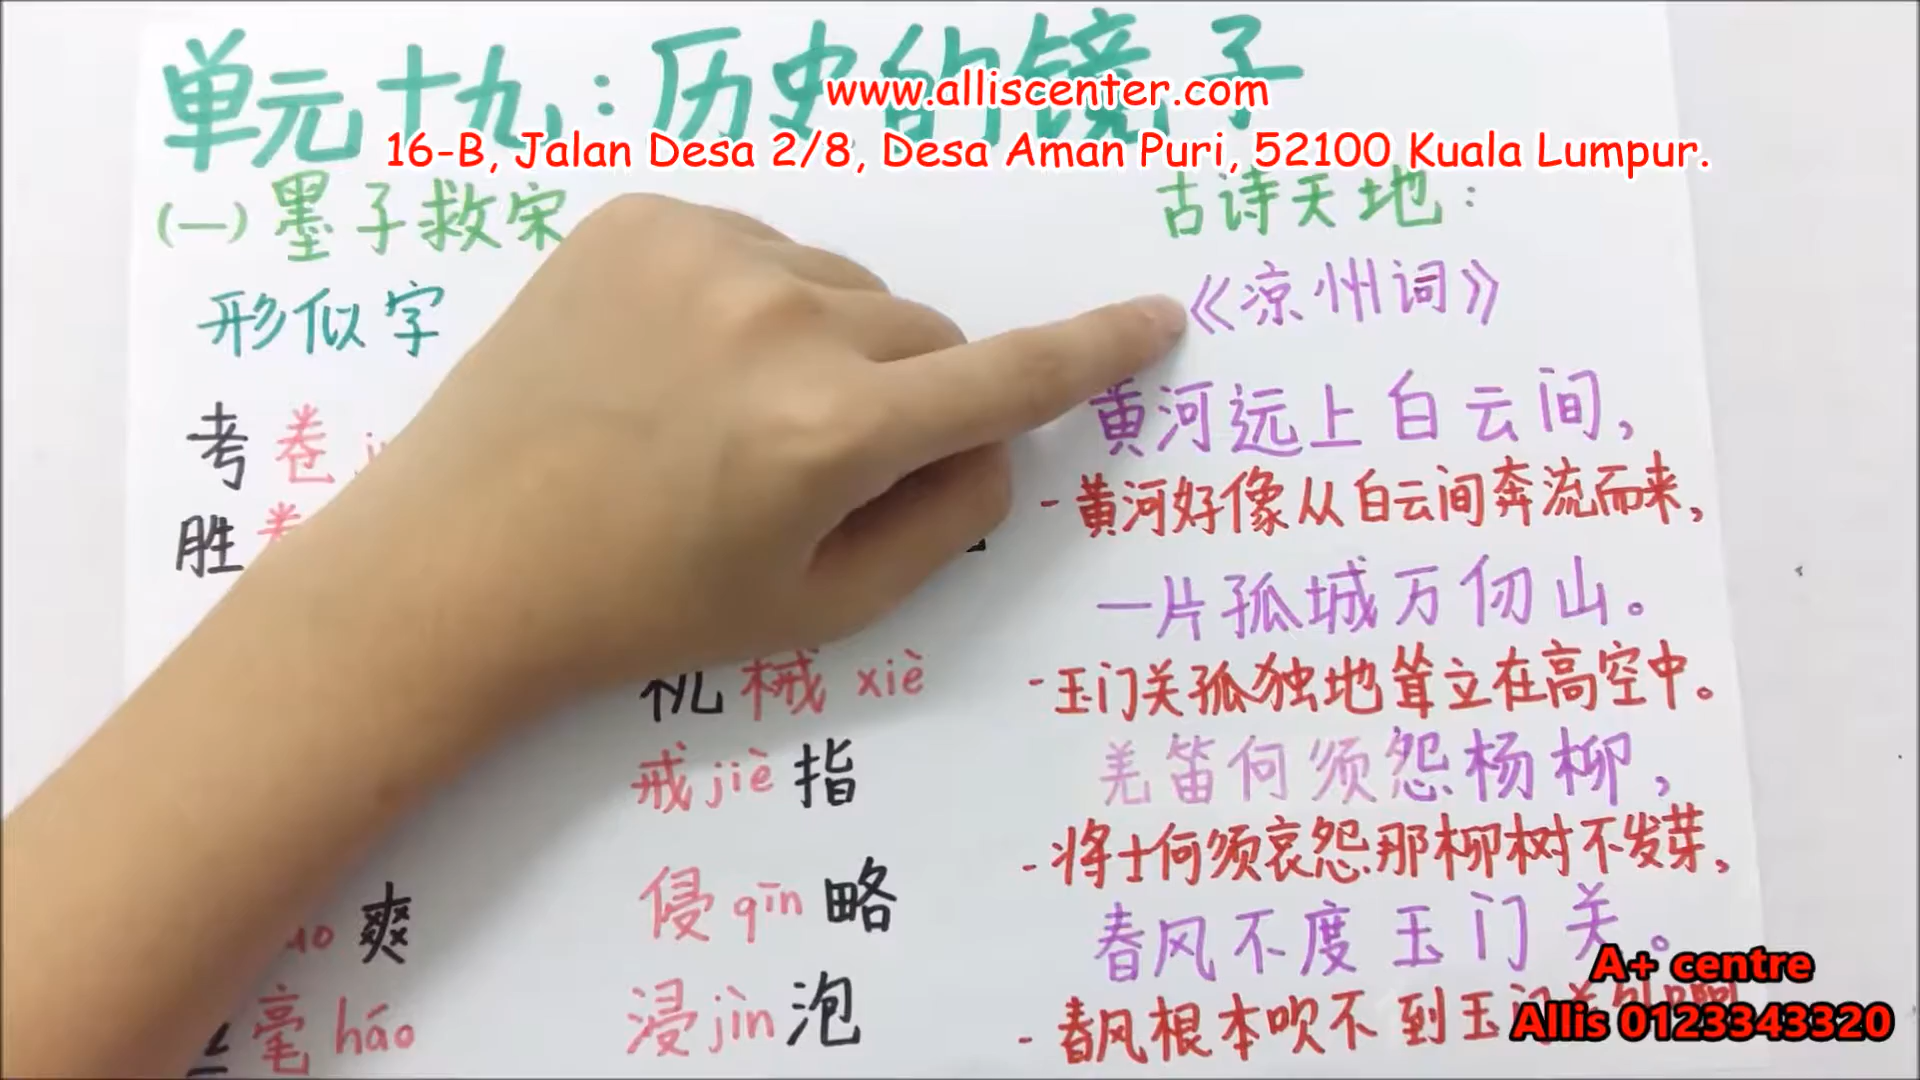 单元十九：历史的镜子
www.alliscenter.com
16-B, Jalan Desa 2/8, Desa Aman Puri, 52100 Kuala Lumpur.
(一) 墨子救宋
形似字
考卷
胜
机械 xiè
戒 jiè 指
侵 qīn 略
浸 jìn 泡
爽
毫 háo
古诗天地：
《凉州词》
黄河远上白云间，
- 黄河好像从白云间奔流而来，
一片孤城万仞山。
- 玉门关孤独地耸立在高空中。
羌笛何须怨杨柳，
- 将士何须哀怨那柳树不发芽，
春风不度玉门关。
- 春风根本吹不到玉门关
A+ centre
Allis 0123343320